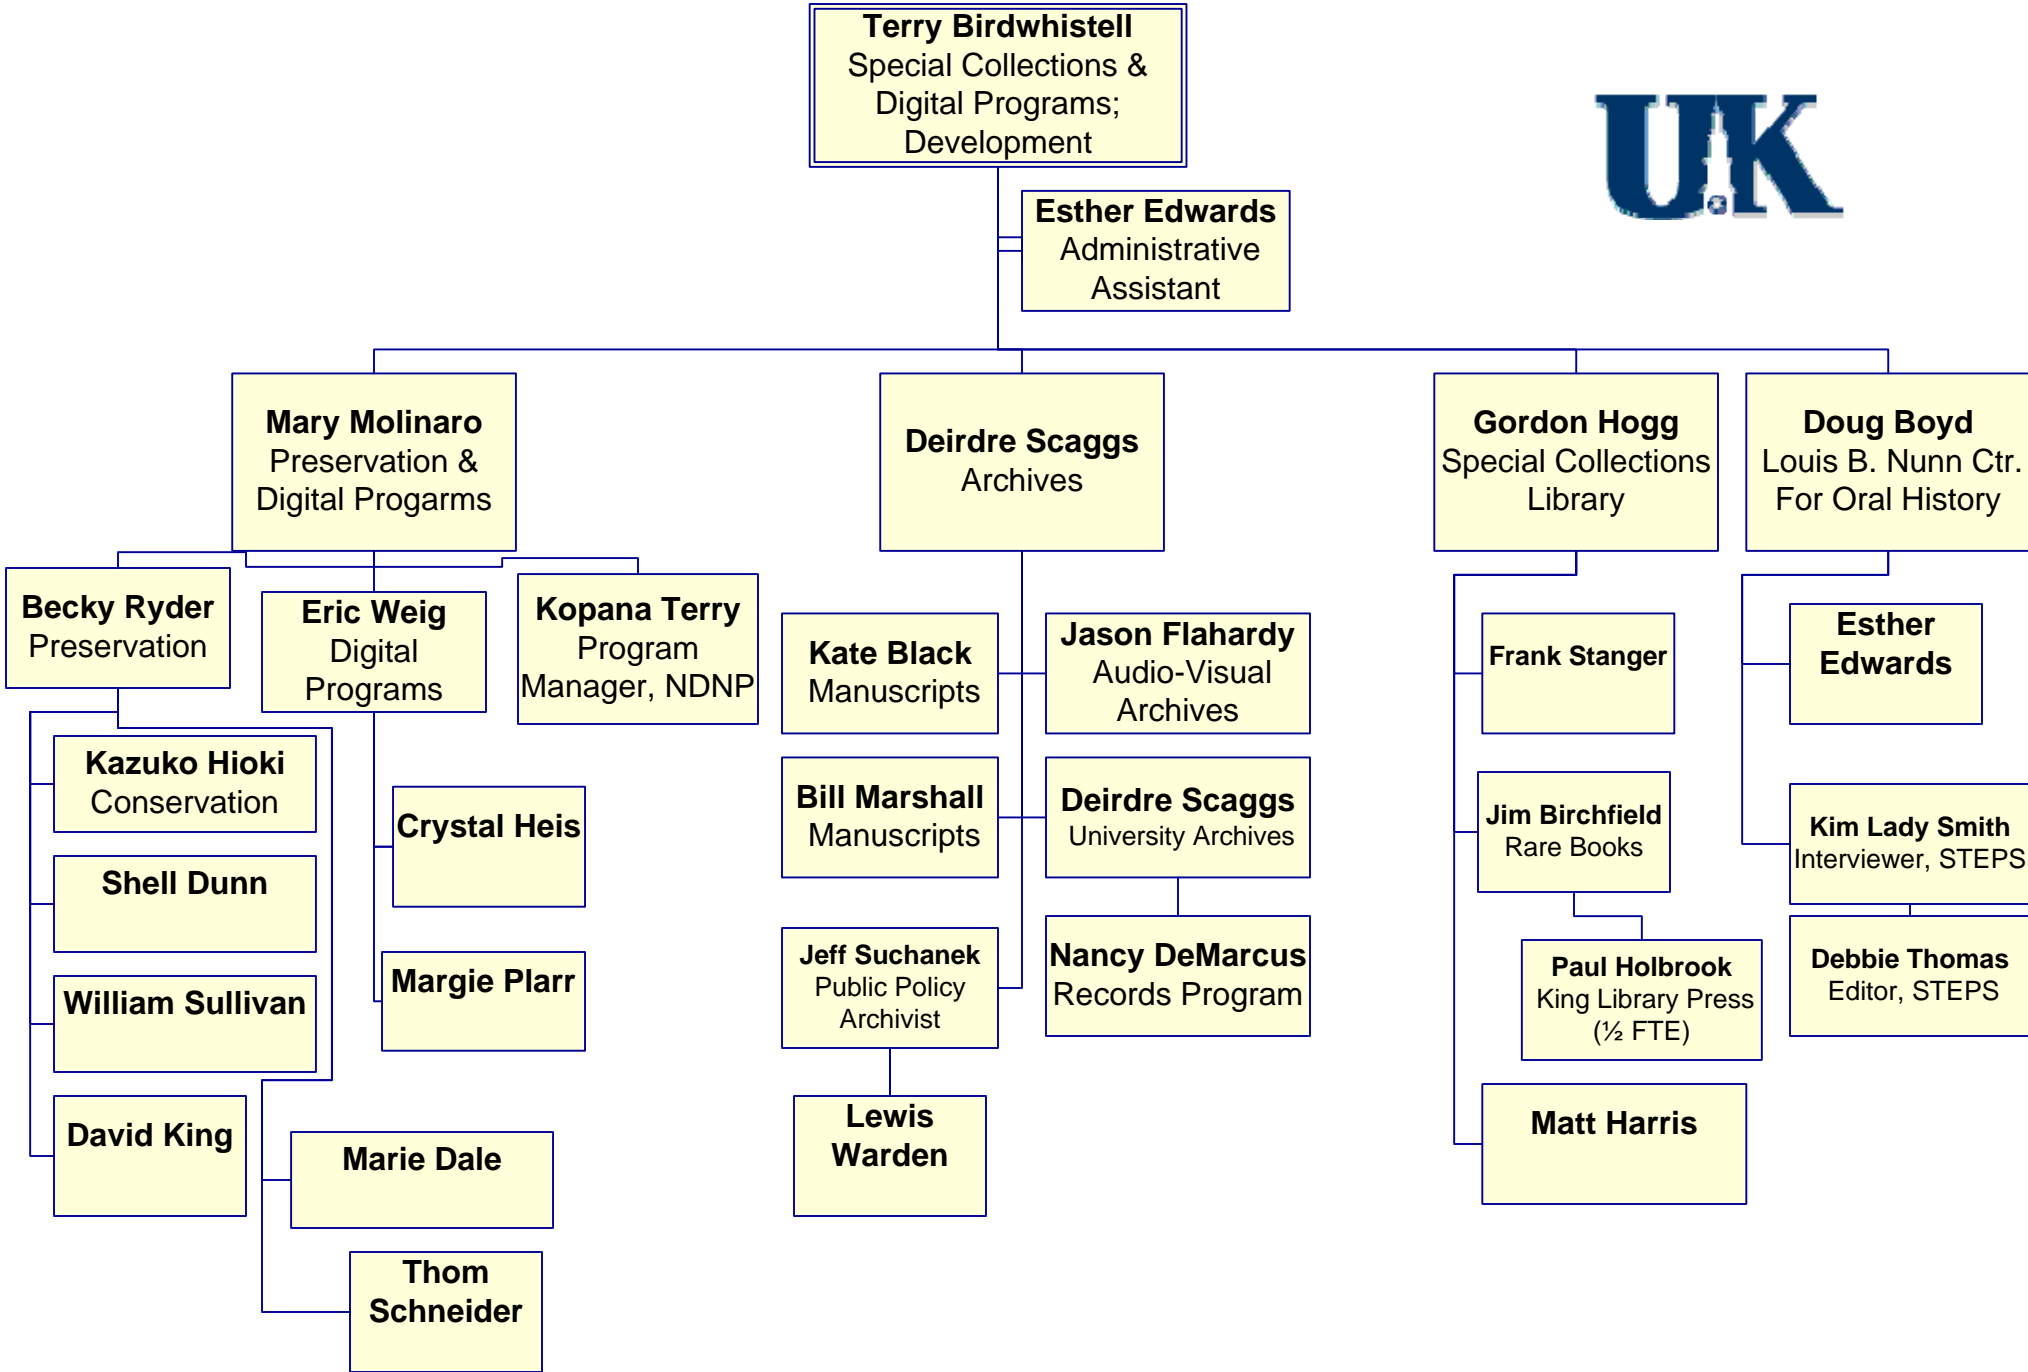 Terry Birdwhistell
Special Collections &
Digital Programs;
Development
UK
Esther Edwards
Administrative
Assistant
Mary Molinaro
Preservation &
Digital Progarms
Deirdre Scaggs
Archives
Gordon Hogg
Special Collections
Library
Doug Boyd
Louis B. Nunn Ctr.
For Oral History
Becky Ryder
Preservation
Eric Weig
Digital
Programs
Kopana Terry
Program
Manager, NDNP
Kazuko Hioki
Conservation
Shell Dunn
William Sullivan
David King
Marie Dale
Thom
Schneider
Crystal Heis
Margie Plarr
Kate Black
Manuscripts
Jason Flahardy
Audio-Visual
Archives
Bill Marshall
Manuscripts
Deirdre Scaggs
University Archives
Jeff Suchanek
Public Policy
Archivist
Nancy DeMarcus
Records Program
Lewis
Warden
Frank Stanger
Jim Birchfield
Rare Books
Paul Holbrook
King Library Press
(½ FTE)
Matt Harris
Esther
Edwards
Kim Lady Smith
Interviewer, STEPS
Debbie Thomas
Editor, STEPS